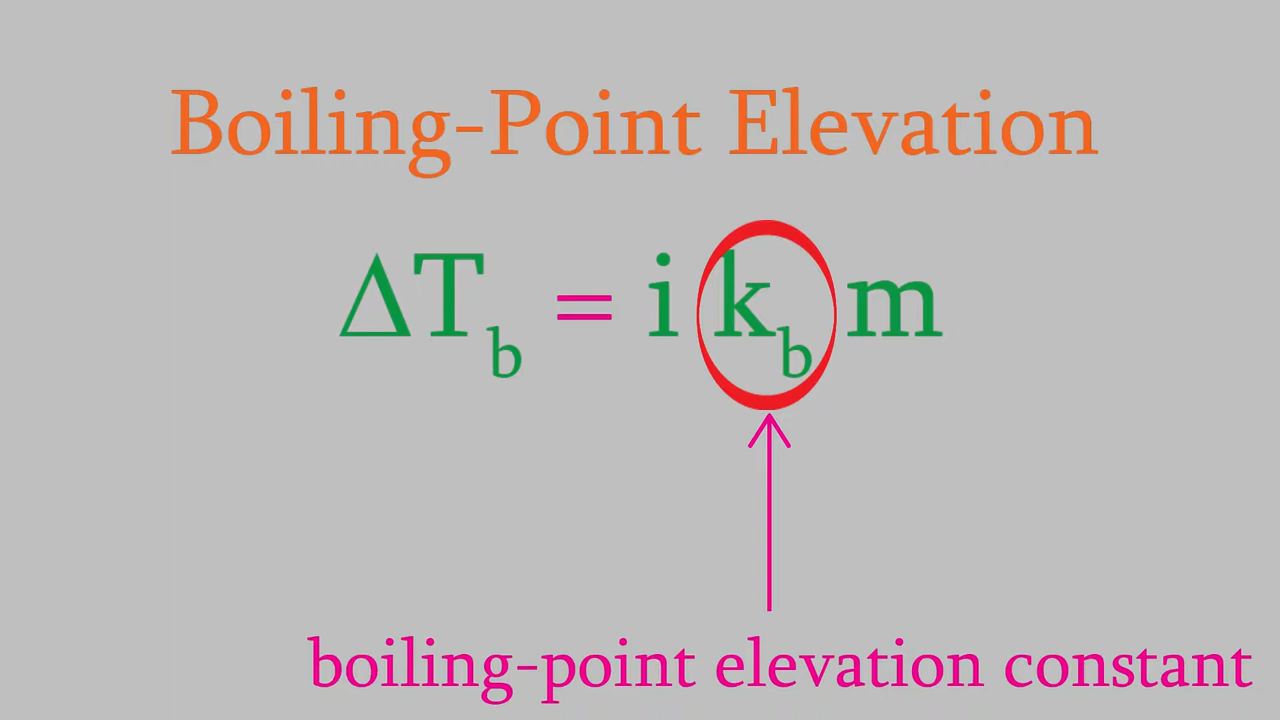 Boiling-Point Elevation
ΔT_b = i k_b m
boiling-point elevation constant